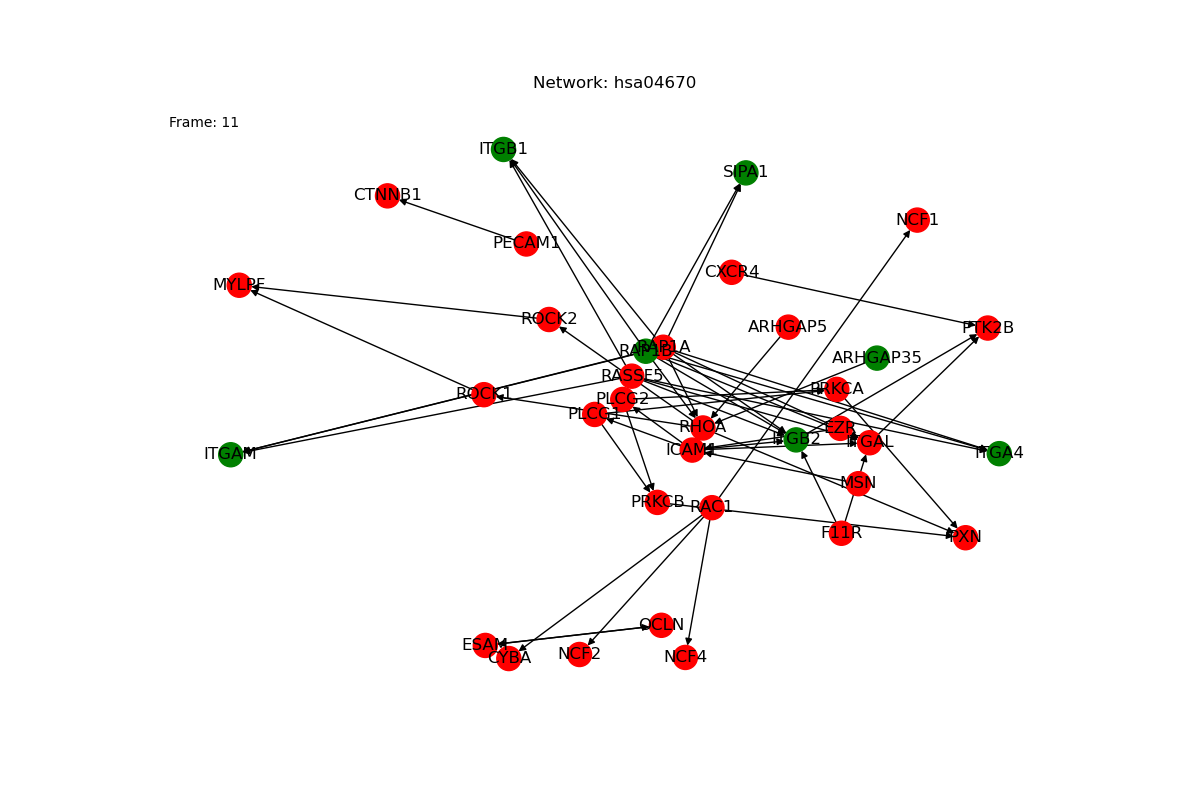 Network: hsa04670
Frame: 11
ITGB1
SIPA1
CTNNB1
NCF1
PECAM1
CXCR4
MYLPF
ROCK2
ARHGAP5
PTK2B
RAP1A
RAP1B
ARHGAP35
RASSF5
PRKCA
ROCK1
PLCG2
PLCG1
RHOA
EZR
ITGB2
ITGAL
ICAM1
ITGAM
ITGA4
MSN
PRKCB
RAC1
F11R
PXN
OCLN
ESAM
CYBA
NCF2
NCF4